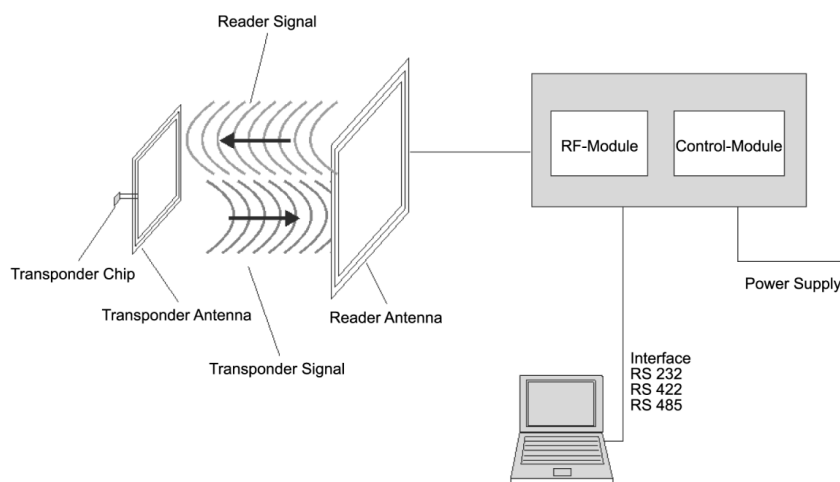 Reader Signal
RF-Module
Control-Module
Transponder Chip
Transponder Antenna
Reader Antenna
Power Supply
Transponder Signal
Interface
RS 232
RS 422
RS 485